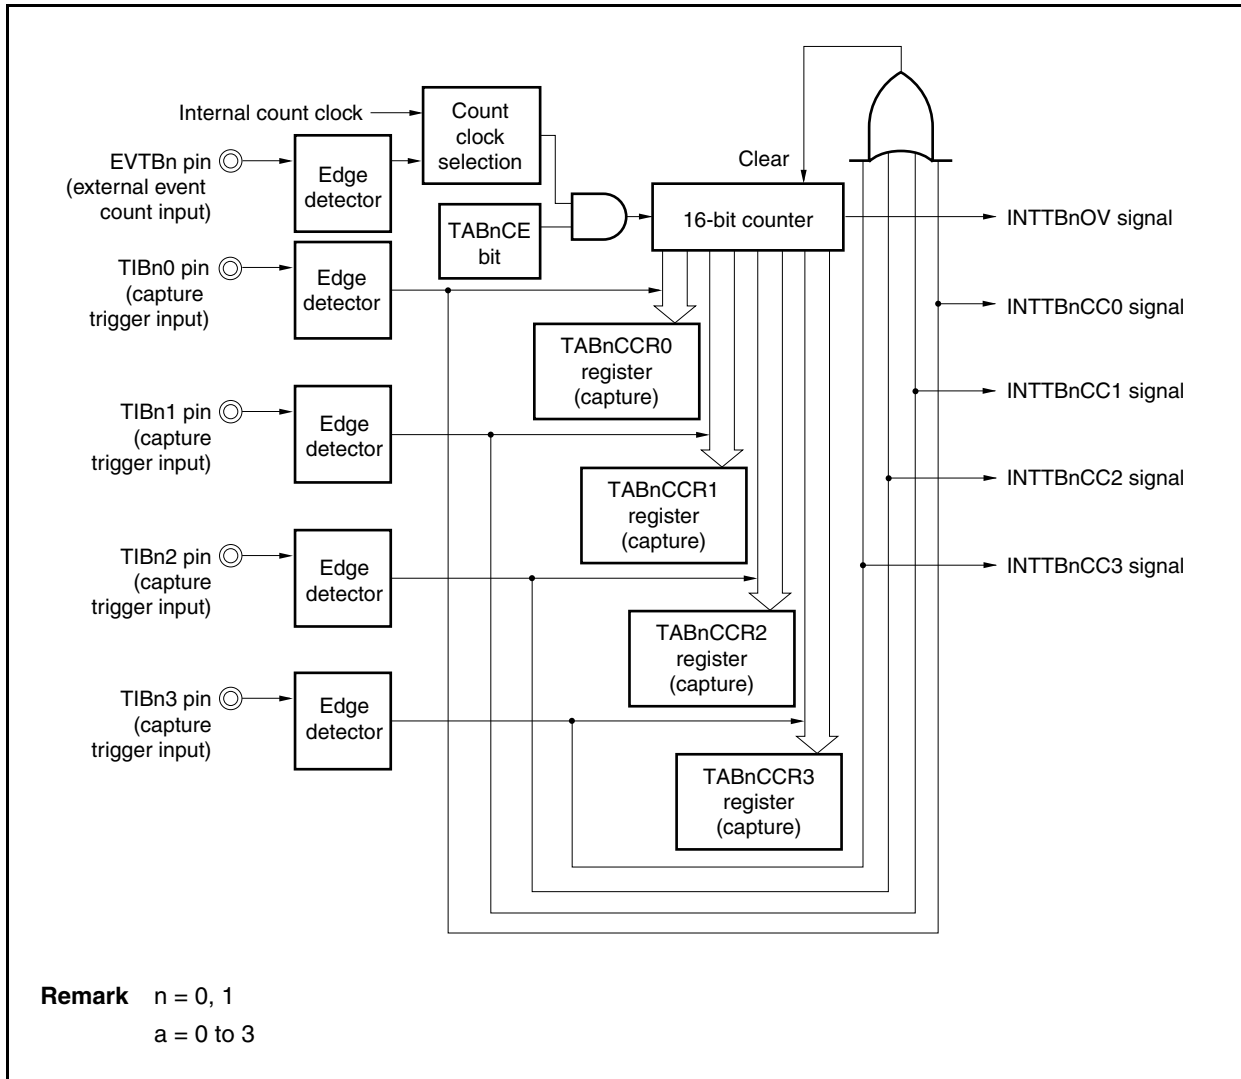 Internal count clock
Count
clock
selection
EVTBn pin
(external event
count input)
Edge
detector
Clear
TABnCE
bit
16-bit counter
INTTBnOV signal
TIBn0 pin
(capture
trigger input)
Edge
detector
INTTBnCC0 signal
TABnCCR0
register
(capture)
TIBn1 pin
(capture
trigger input)
Edge
detector
INTTBnCC1 signal
TABnCCR1
register
(capture)
INTTBnCC2 signal
TIBn2 pin
(capture
trigger input)
Edge
detector
INTTBnCC3 signal
TABnCCR2
register
(capture)
TIBn3 pin
(capture
trigger input)
Edge
detector
TABnCCR3
register
(capture)
Remark n = 0, 1
a = 0 to 3